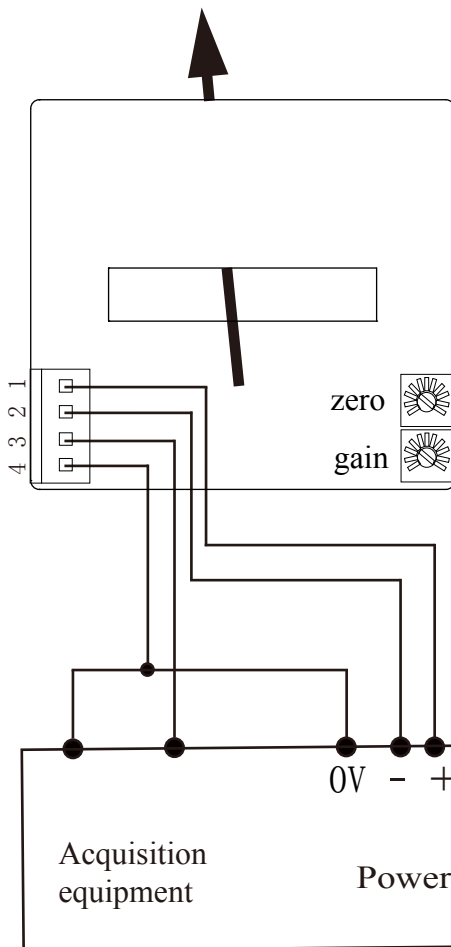 1
2
3
4
zero
gain
0V - +
Acquisition
equipment
Power